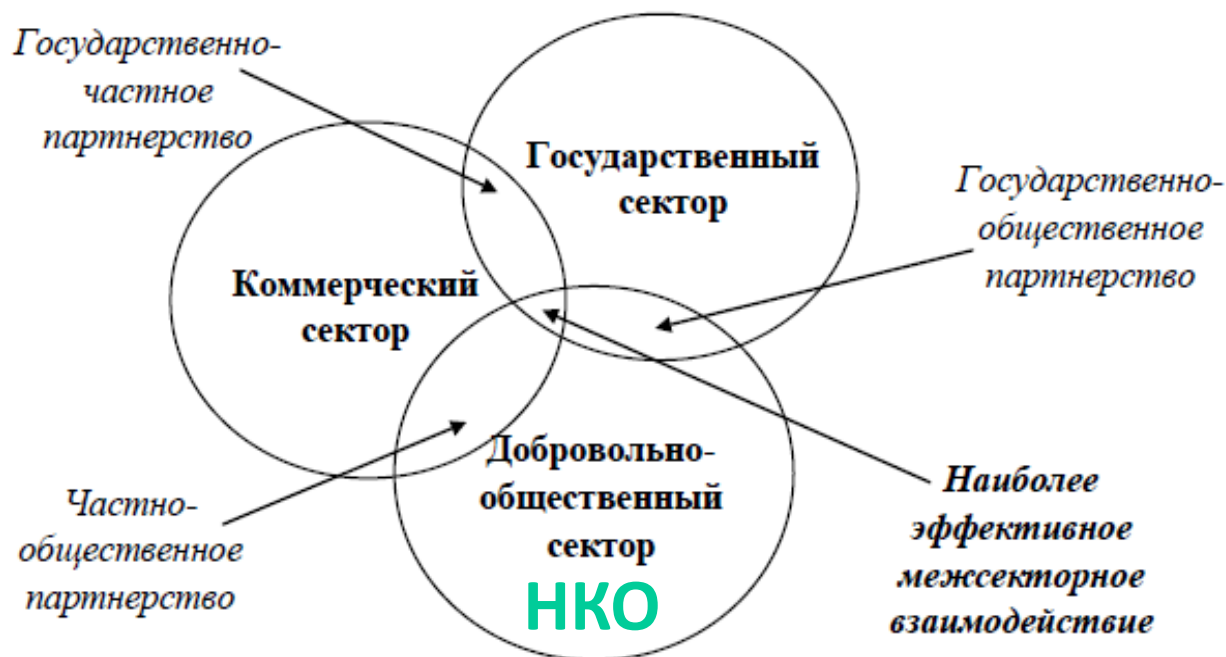 Государственно-
частное
партнерство
Государственный
сектор
Государственно-
общественное
партнерство
Коммерческий
сектор
Добровольно-
общественный
сектор
НКО
Частно-
общественное
партнерство
Наиболее
эффективное
межсекторное
взаимодействие